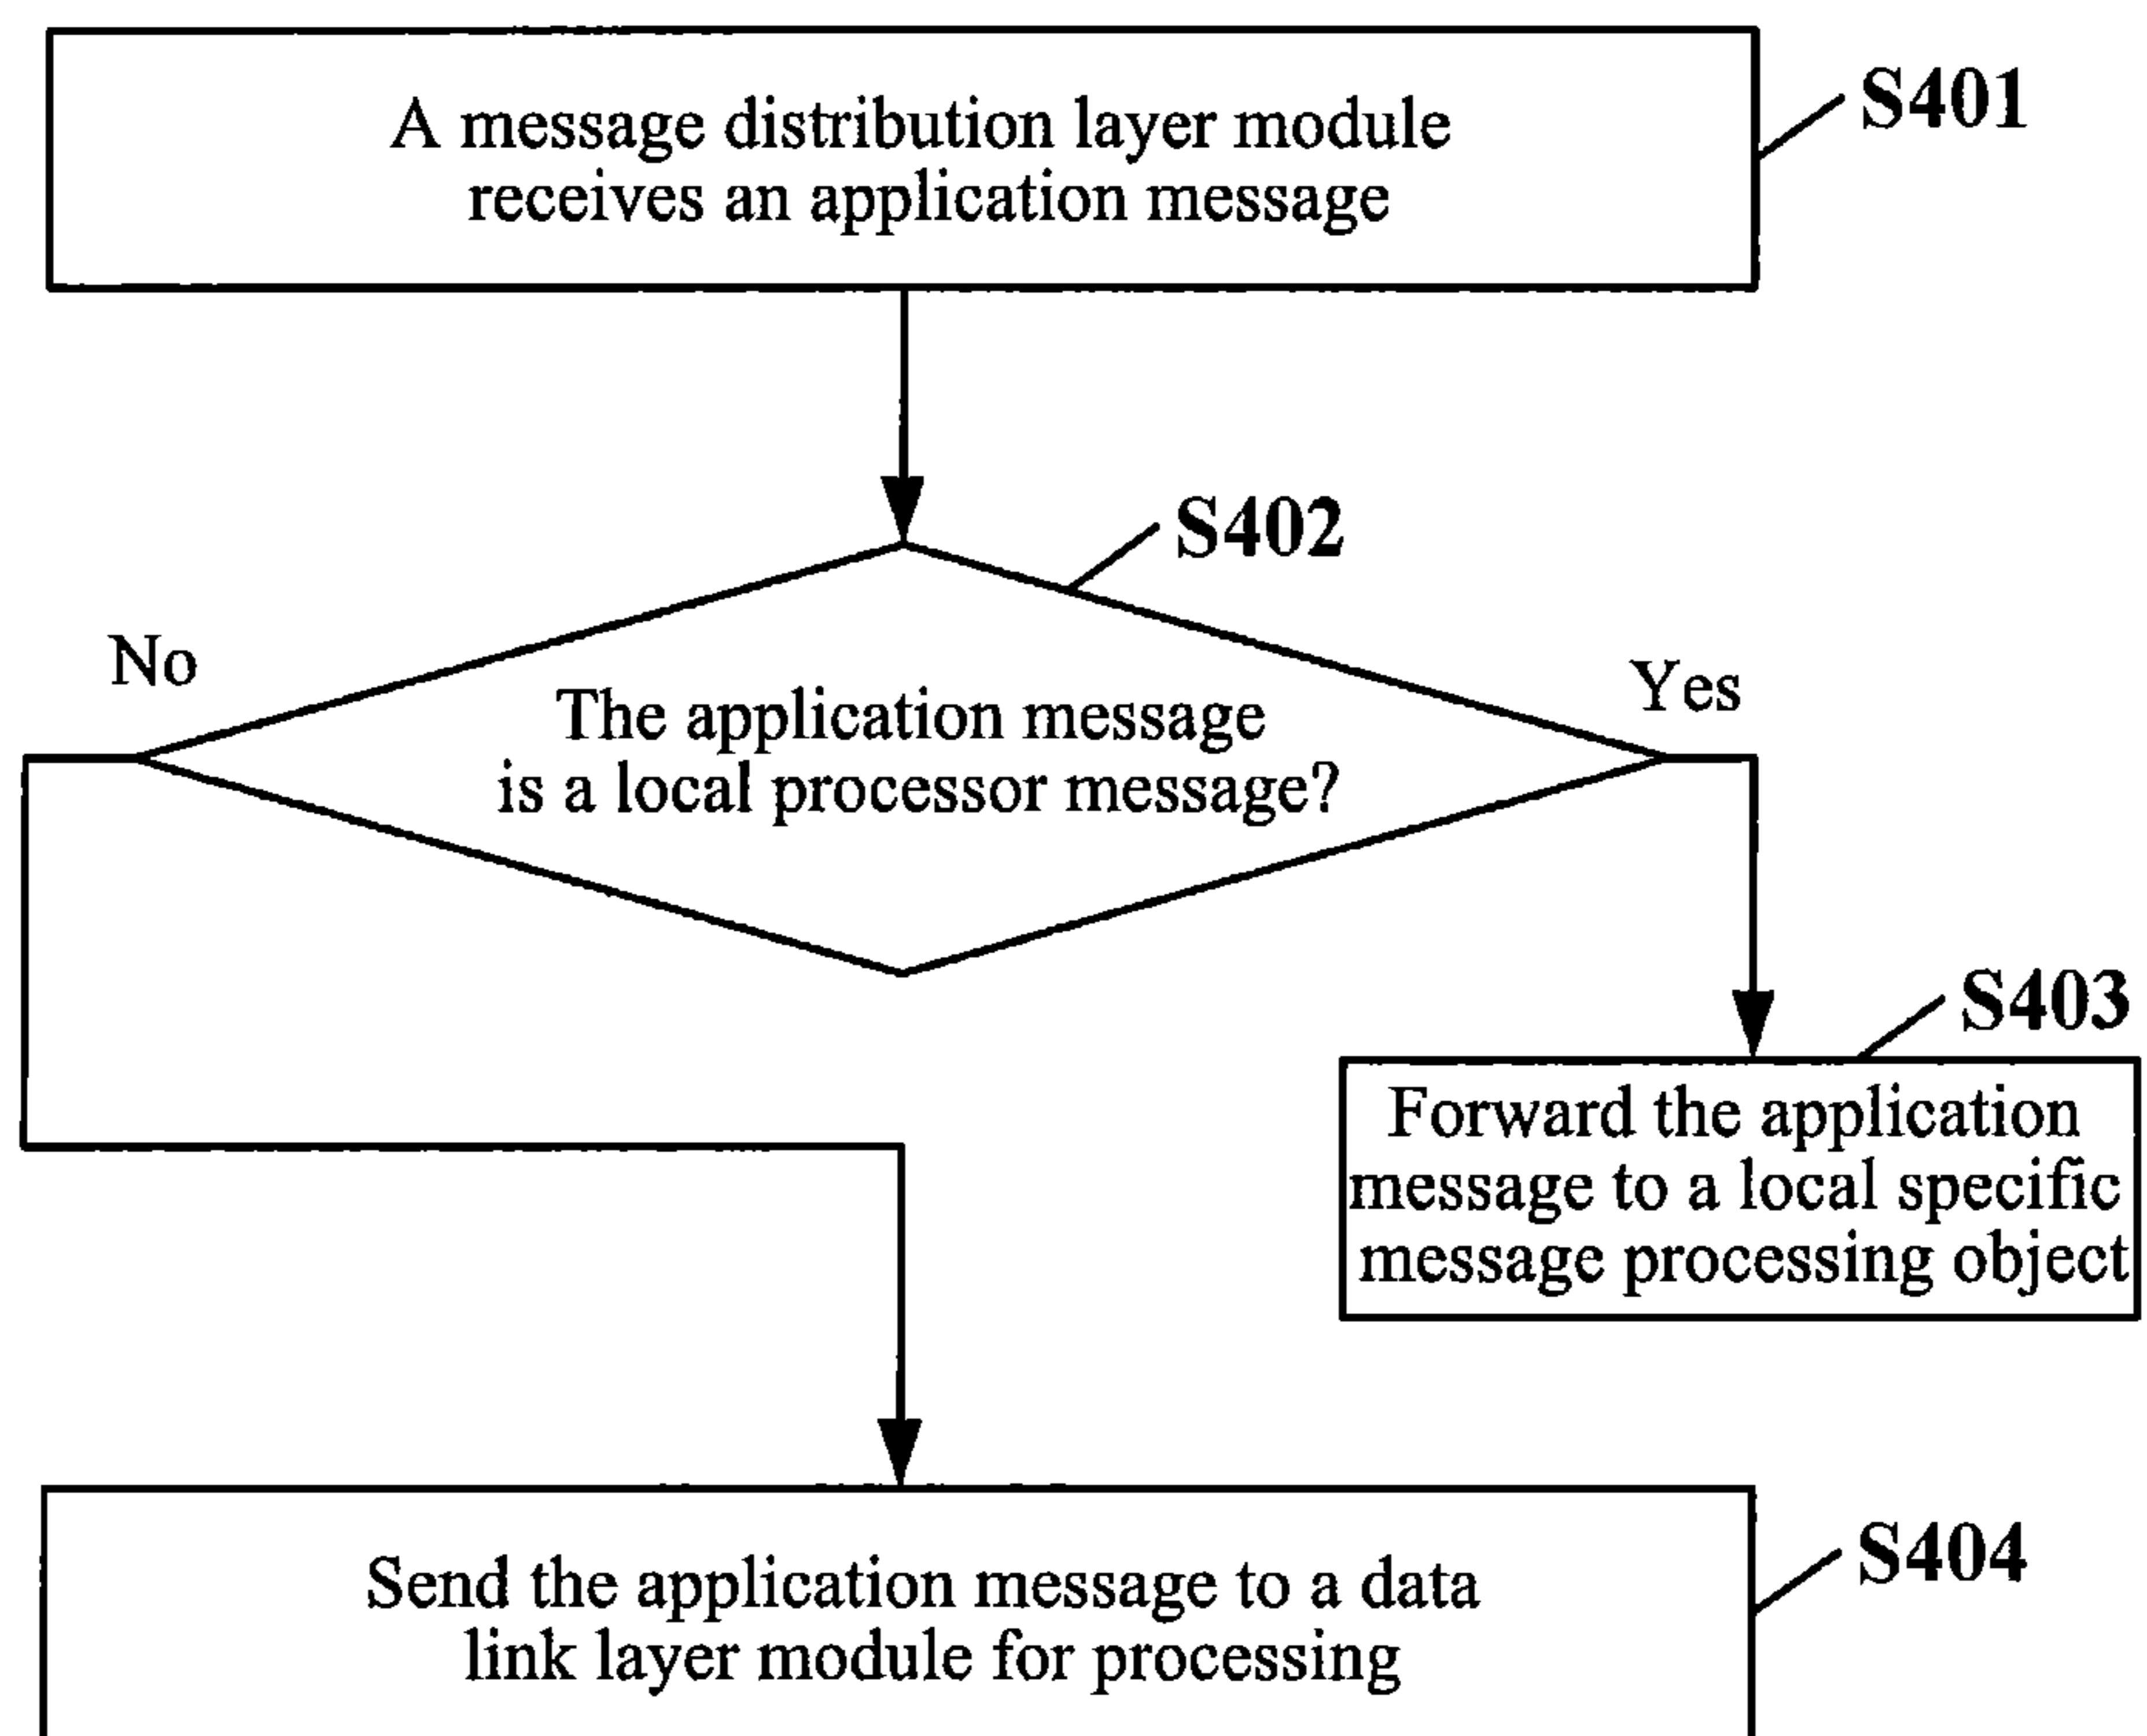 A message distribution layer module
receives an application message
S401
S402
No
Yes
The application message
is a local processor message?
S403
Forward the application
message to a local specific
message processing object
Send the application message to a data
link layer module for processing
S404